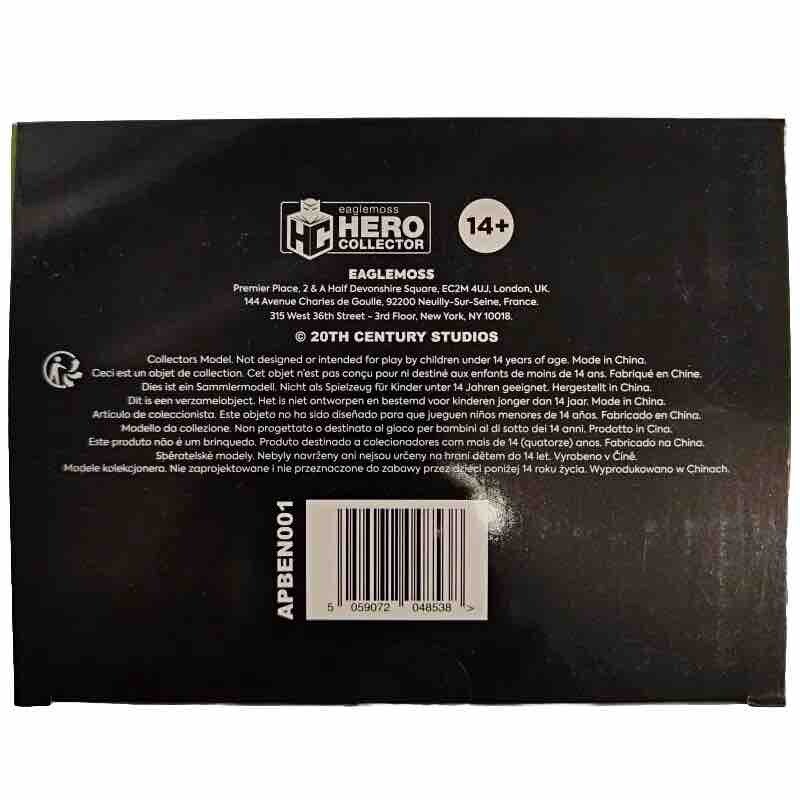 eaglemoss
HC HERO
COLLECTOR
14+
EAGLEMOSS
Premier Place, 2 & A Half Devonshire Square, EC2M 4UJ, London, UK.
144 Avenue Charles de Gaulle, 92200 Neuilly-Sur-Seine, France.
315 West 36th Street - 3rd Floor, New York, NY 10018.
© 20TH CENTURY STUDIOS
Collectors Model. Not designed or intended for play by children under 14 years of age. Made in China.
Ceci est un objet de collection. Cet objet n'est pas conçu pour ni destiné aux enfants de moins de 14 ans. Fabriqué en Chine.
Dies ist ein Sammlermodell. Nicht als Spielzeug für Kinder unter 14 Jahren geeignet. Hergestellt in China.
Dit is een verzamelobject. Het is niet ontworpen en bestemd voor kinderen jonger dan 14 jaar. Made in China.
Artículo de coleccionista. Este objeto no ha sido diseñado para que jueguen niños menores de 14 años. Fabricado en China.
Modello da collezione. Non progettato o destinato al gioco per bambini al di sotto dei 14 anni. Prodotto in Cina.
Este produto não é um brinquedo. Produto destinado a colecionadores com mais de 14 (quatorze) anos. Fabricado na China.
Sběratelské modely. Nebyly navrženy ani nejsou určeny na hraní dětem do 14 let. Vyrobeno v Číně.
Modele kolekcjonera. Nie zaprojektowane i nie przeznaczone do zabawy przez dzieci poniżej 14 roku życia. Wyprodukowano w Chinach.
APBEN001
5 059072 048538 >